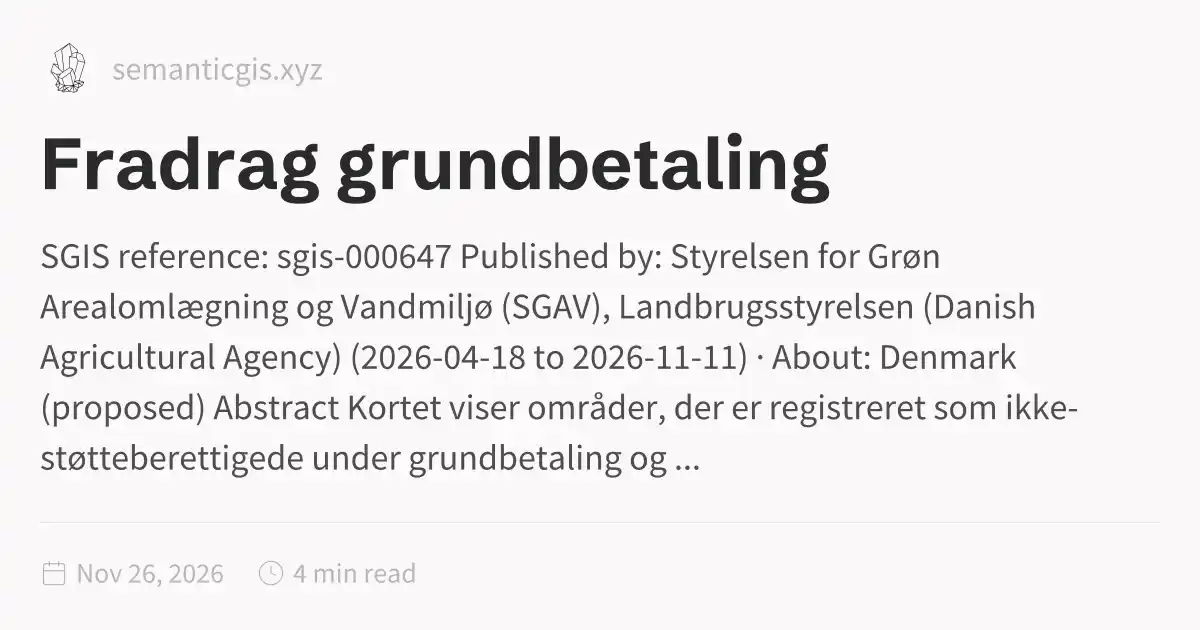 semanticgis.xyz
Fradrag grundbetaling
SGIS reference: sgis-000647 Published by: Styrelsen for Grøn
Arealomlægning og Vandmiljø (SGAV), Landbrugsstyrelsen (Danish
Agricultural Agency) (2026-04-18 to 2026-11-11) · About: Denmark
(proposed) Abstract Kortet viser områder, der er registreret som ikke-
støtteberettigede under grundbetaling og ...
Nov 26, 2026 4 min read